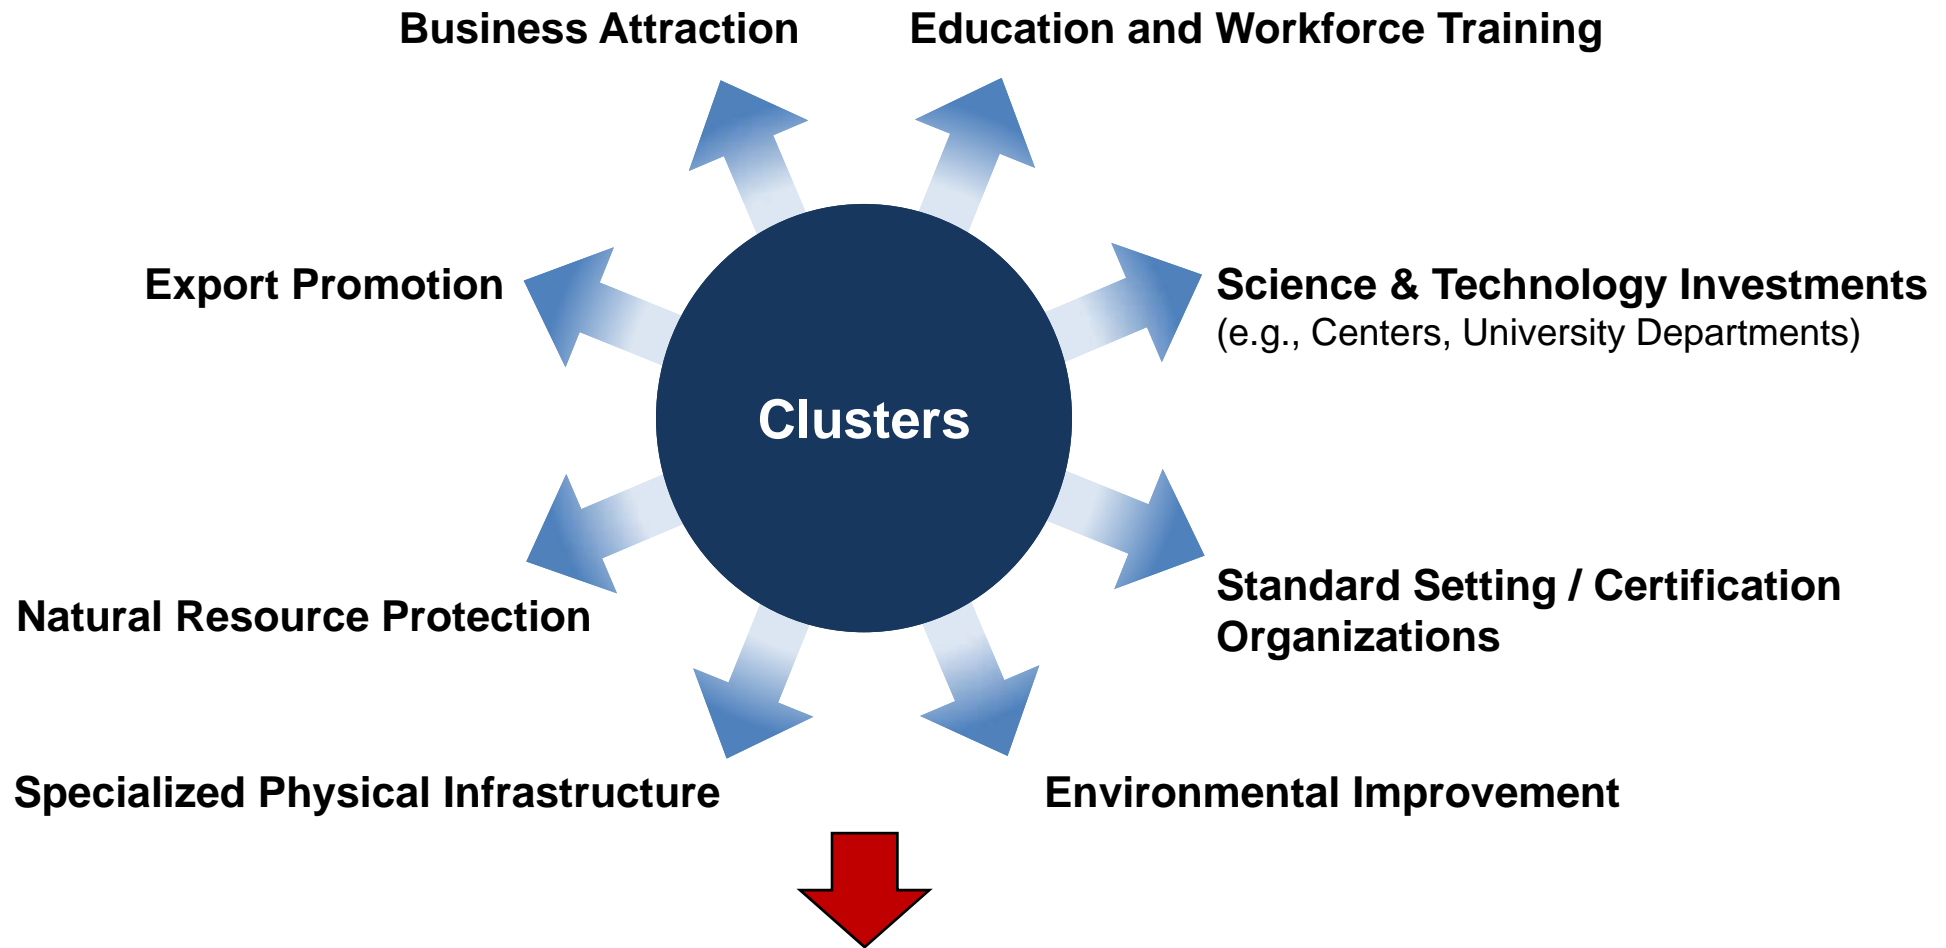 Business Attraction
Education and Workforce Training
Export Promotion
Science & Technology Investments
(e.g., Centers, University Departments)
Clusters
Natural Resource Protection
Standard Setting / Certification
Organizations
Specialized Physical Infrastructure
Environmental Improvement